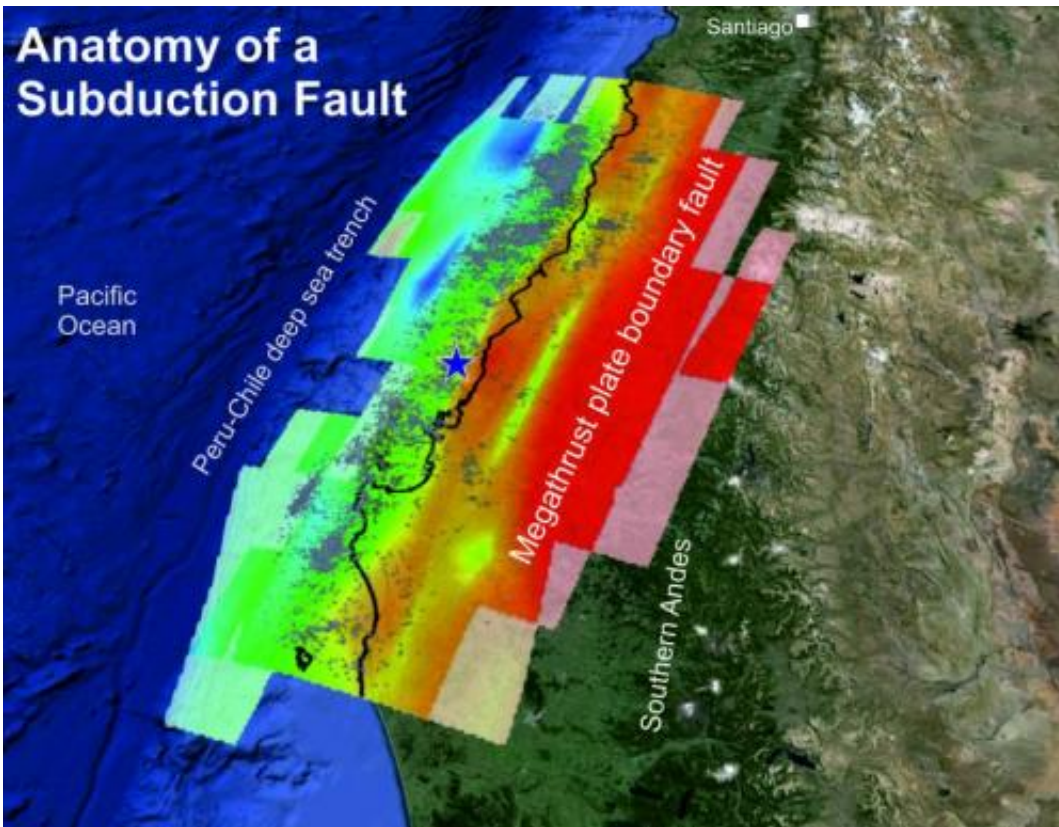 Anatomy of a
Subduction Fault
Santiago
Pacific
Ocean
Peru-Chile deep sea trench
Megathrust plate boundary fault
Southern Andes